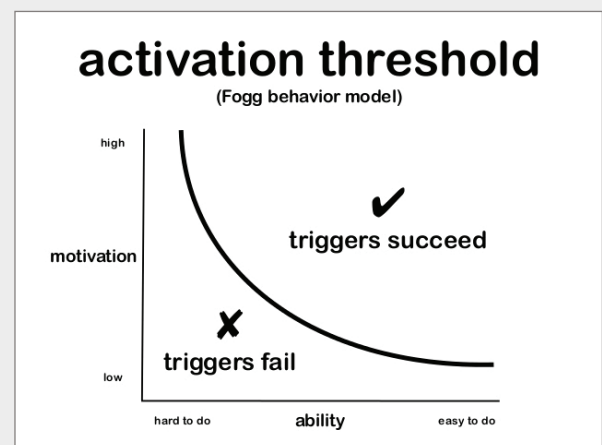 activation threshold
(Fogg behavior model)
high
motivation
low
✔
triggers succeed
✘
triggers fail
hard to do
ability
easy to do